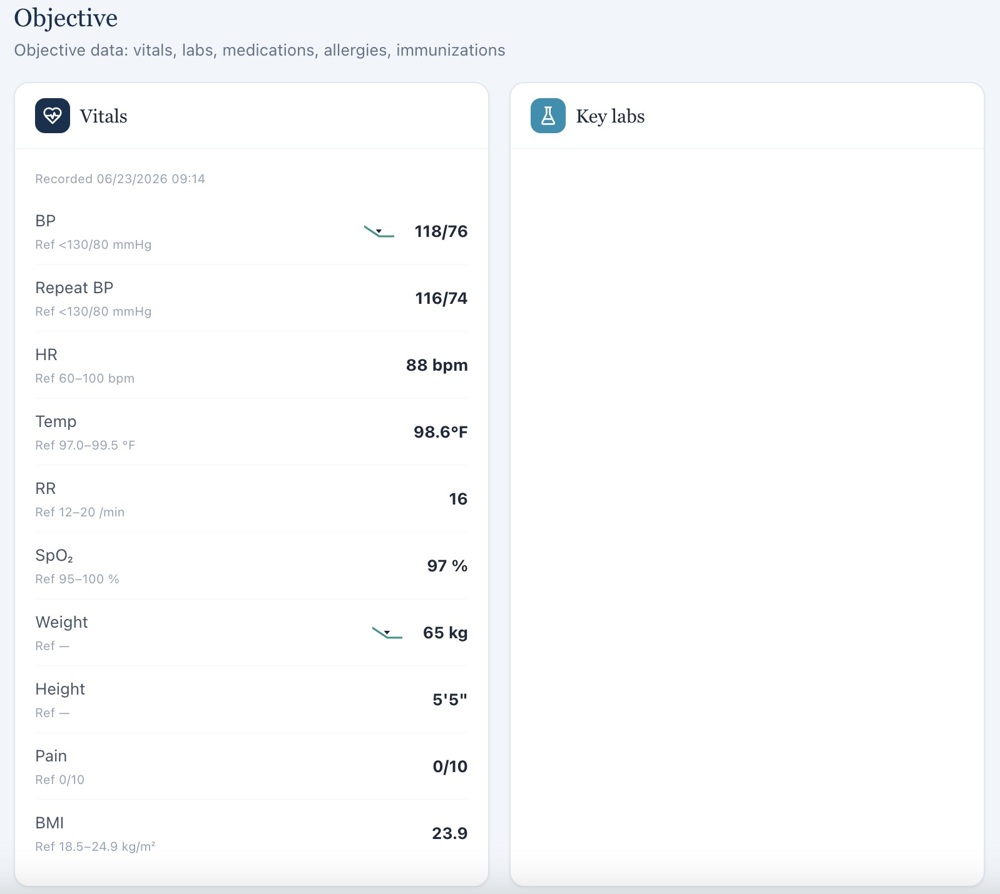 Objective
Objective data: vitals, labs, medications, allergies, immunizations
Vitals
Recorded 06/23/2026 09:14
BP
Ref <130/80 mmHg
118/76
Repeat BP
Ref <130/80 mmHg
116/74
HR
Ref 60–100 bpm
88 bpm
Temp
Ref 97.0–99.5 °F
98.6°F
RR
Ref 12–20 /min
16
SpO₂
Ref 95–100 %
97 %
Weight
Ref —
65 kg
Height
Ref —
5'5"
Pain
Ref 0/10
0/10
BMI
Ref 18.5–24.9 kg/m²
23.9
Key labs